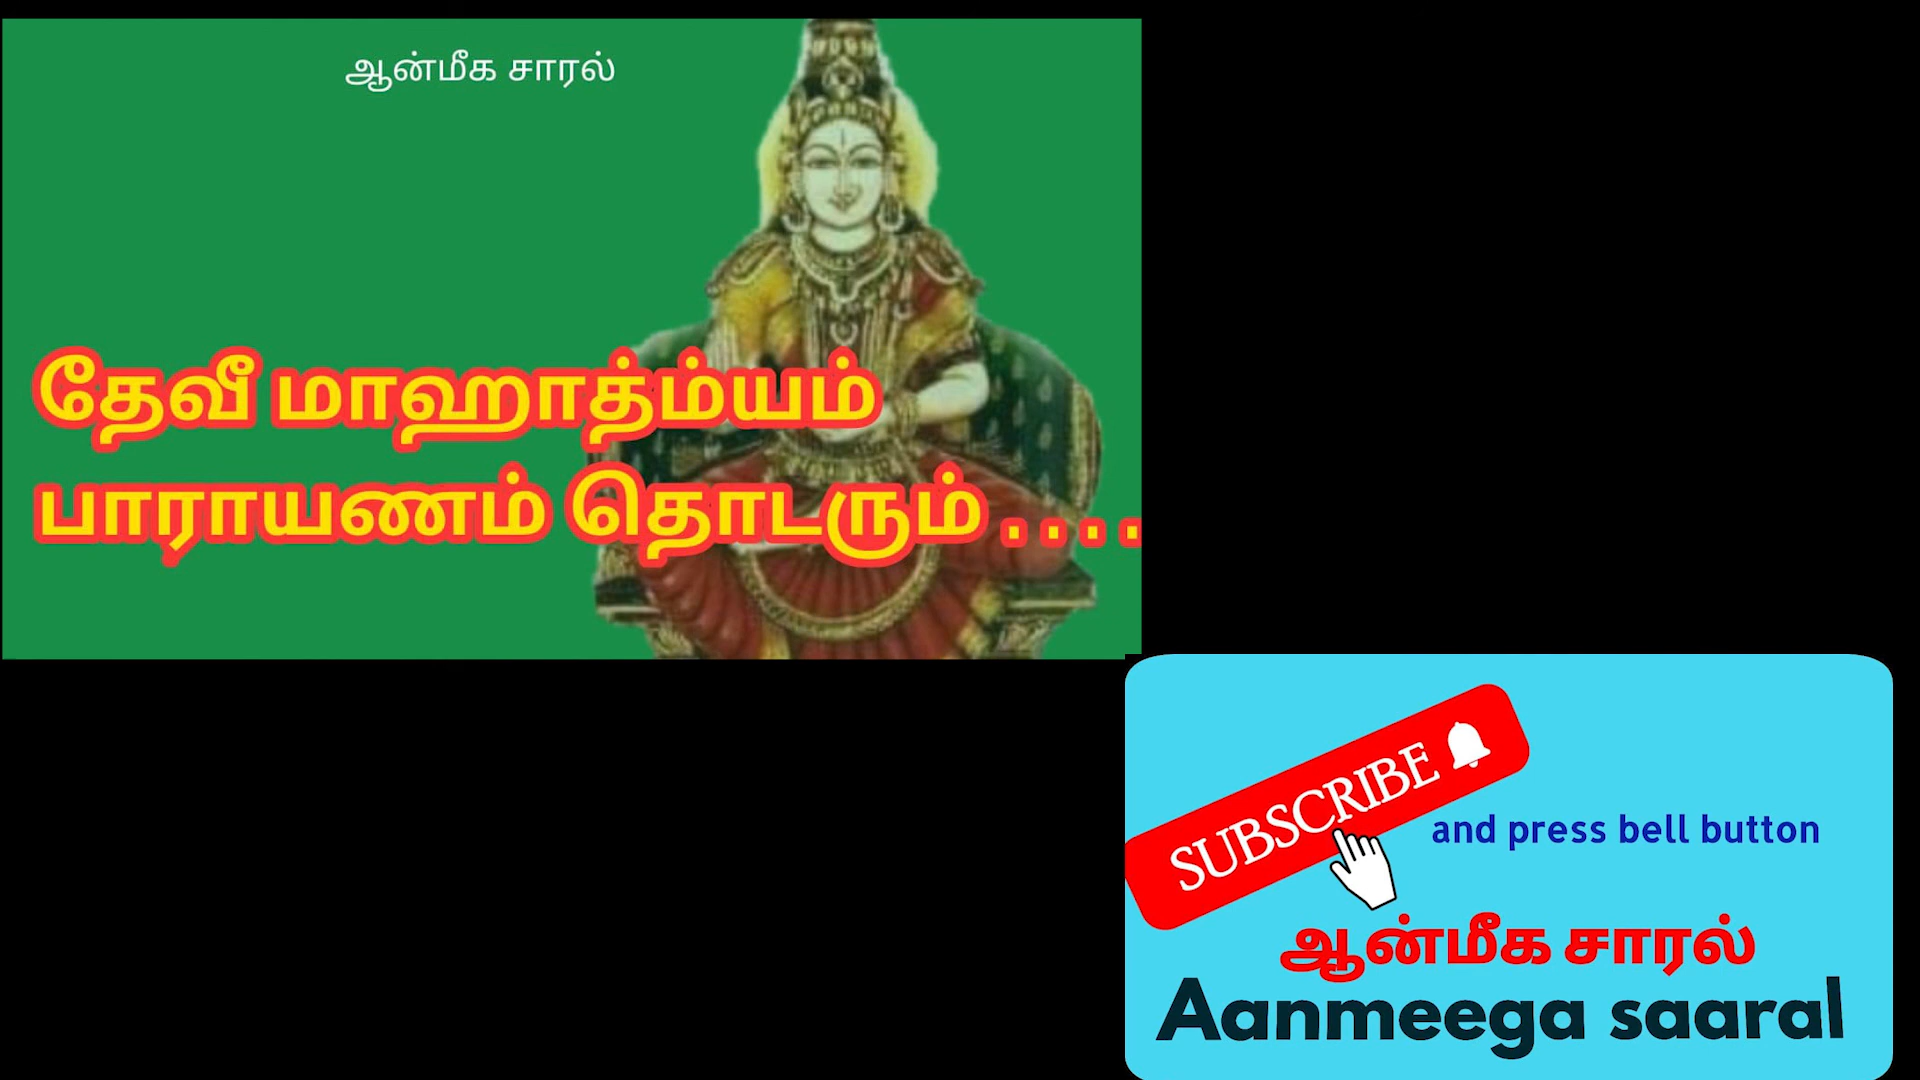 ஆன்மீக சாரல்
தேவீ மாஹாத்ம்யம்
பாராயணம் தொடரும் . . . .
SUBSCRIBE
and press bell button
ஆன்மீக சாரல்
Aanmeega saaral